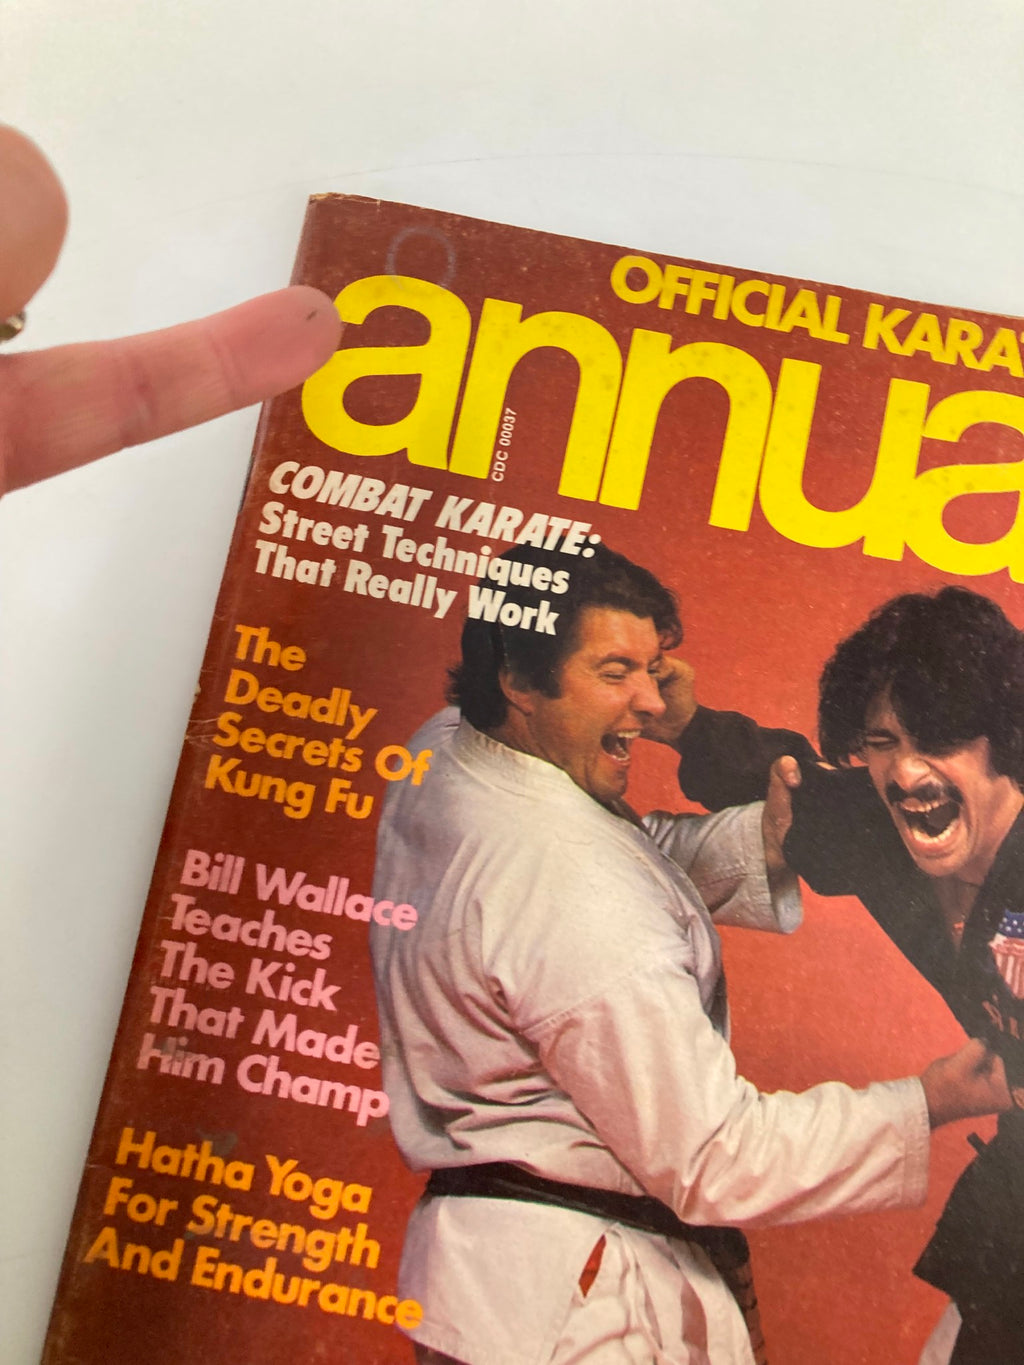 OFFICIAL KARA
annua
CDC 00037
COMBAT KARATE:
Street Techniques
That Really Work
The
Deadly
Secrets Of
Kung Fu
Bill Wallace
Teaches
The Kick
That Made
Him Champ
Hatha Yoga
For Strength
And Endurance